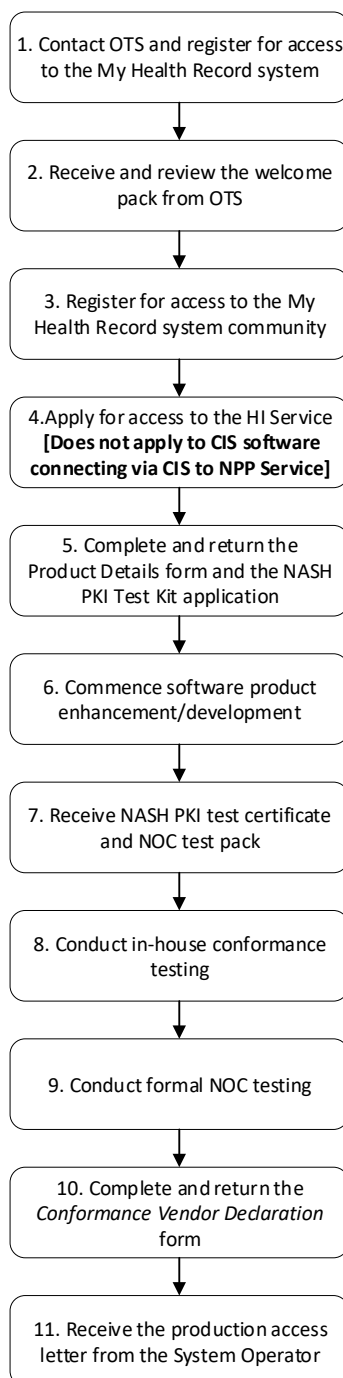 1. Contact OTS and register for access
to the My Health Record system
2. Receive and review the welcome
pack from OTS
3. Register for access to the My
Health Record system community
4.Apply for access to the HI Service
[Does not apply to CIS software
connecting via CIS to NPP Service]
5. Complete and return the
Product Details form and the NASH
PKI Test Kit application
6. Commence software product
enhancement/development
7. Receive NASH PKI test certificate
and NOC test pack
8. Conduct in-house conformance
testing
9. Conduct formal NOC testing
10. Complete and return the
Conformance Vendor Declaration
form
11. Receive the production access
letter from the System Operator